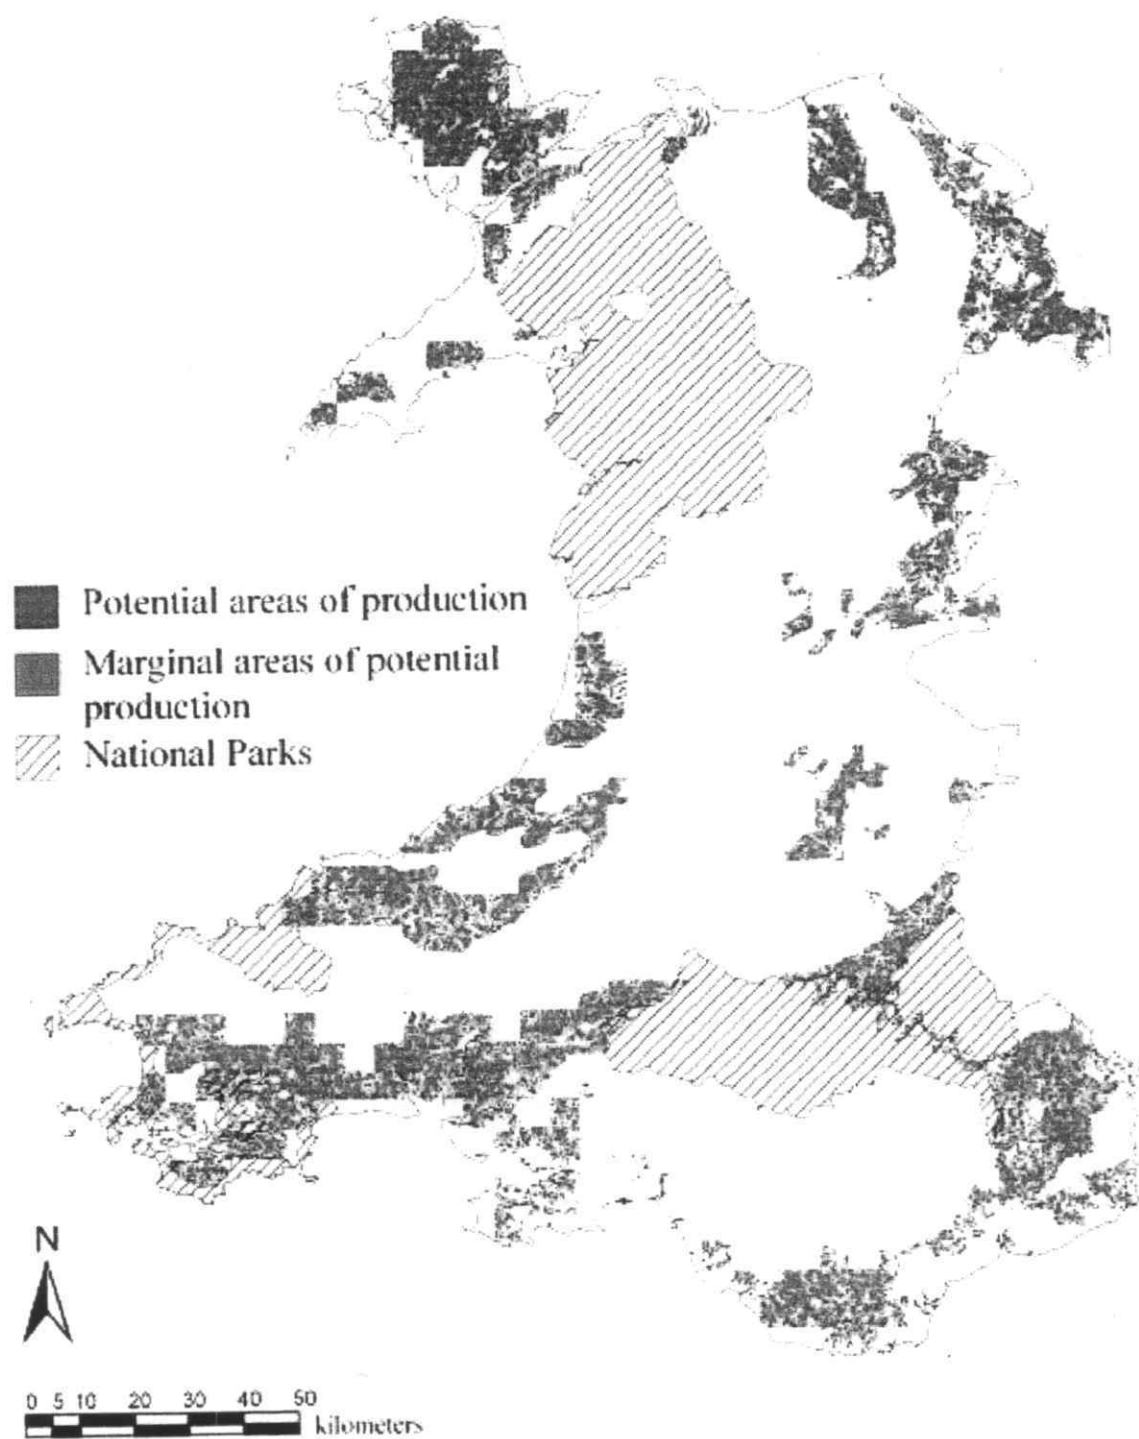 Potential areas of production
Marginal areas of potential
production
National Parks
N
0 5 10 20 30 40 50
kilometers